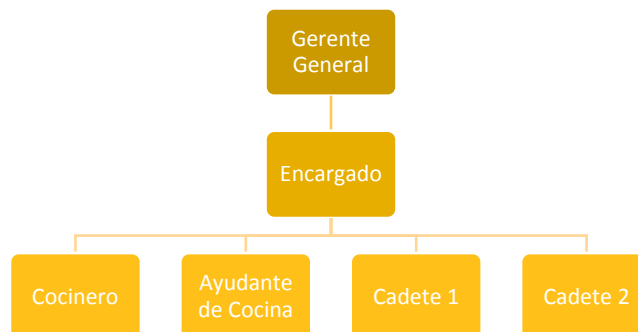 Gerente
General
Encargado
Cocinero
Ayudante
de Cocina
Cadete 1
Cadete 2